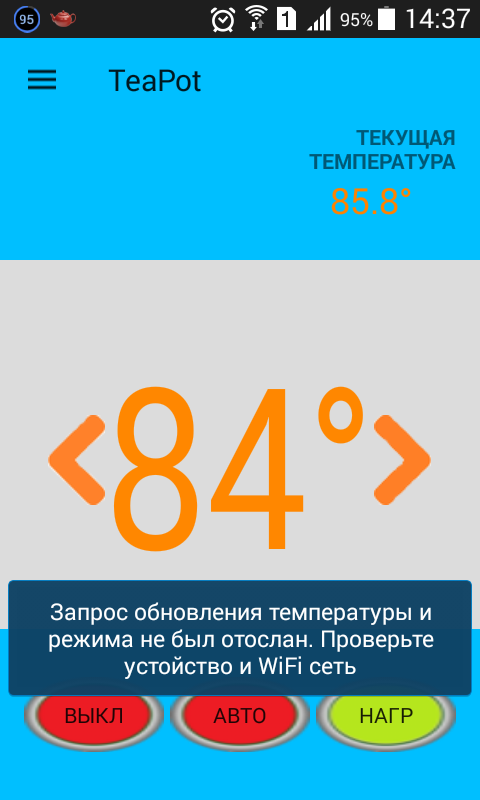 95
1
95%
14:37
TeaPot
ТЕКУЩАЯ
ТЕМПЕРАТУРА
85.8°
84°
Запрос обновления температуры и
режима не был отослан. Проверьте
устойство и WiFi сеть
ВЫКЛ
АВТО
НАГР